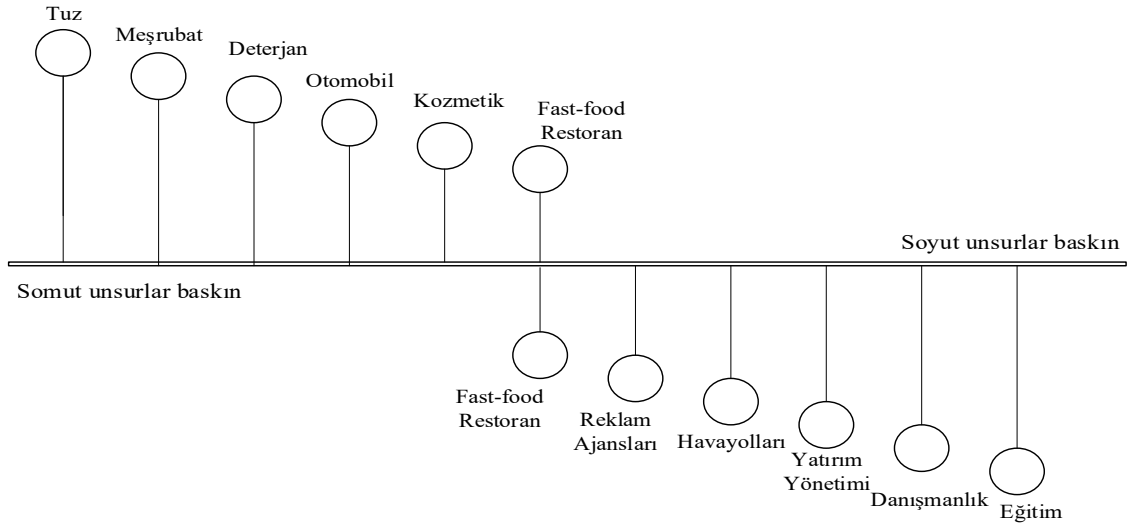 Tuz
Meşrubat
Deterjan
Otomobil
Kozmetik
Fast-food
Restoran
Soyut unsurlar baskın
Somut unsurlar baskın
Fast-food
Restoran
Reklam
Ajansları
Havayolları
Yatırım
Yönetimi
Danışmanlık
Eğitim